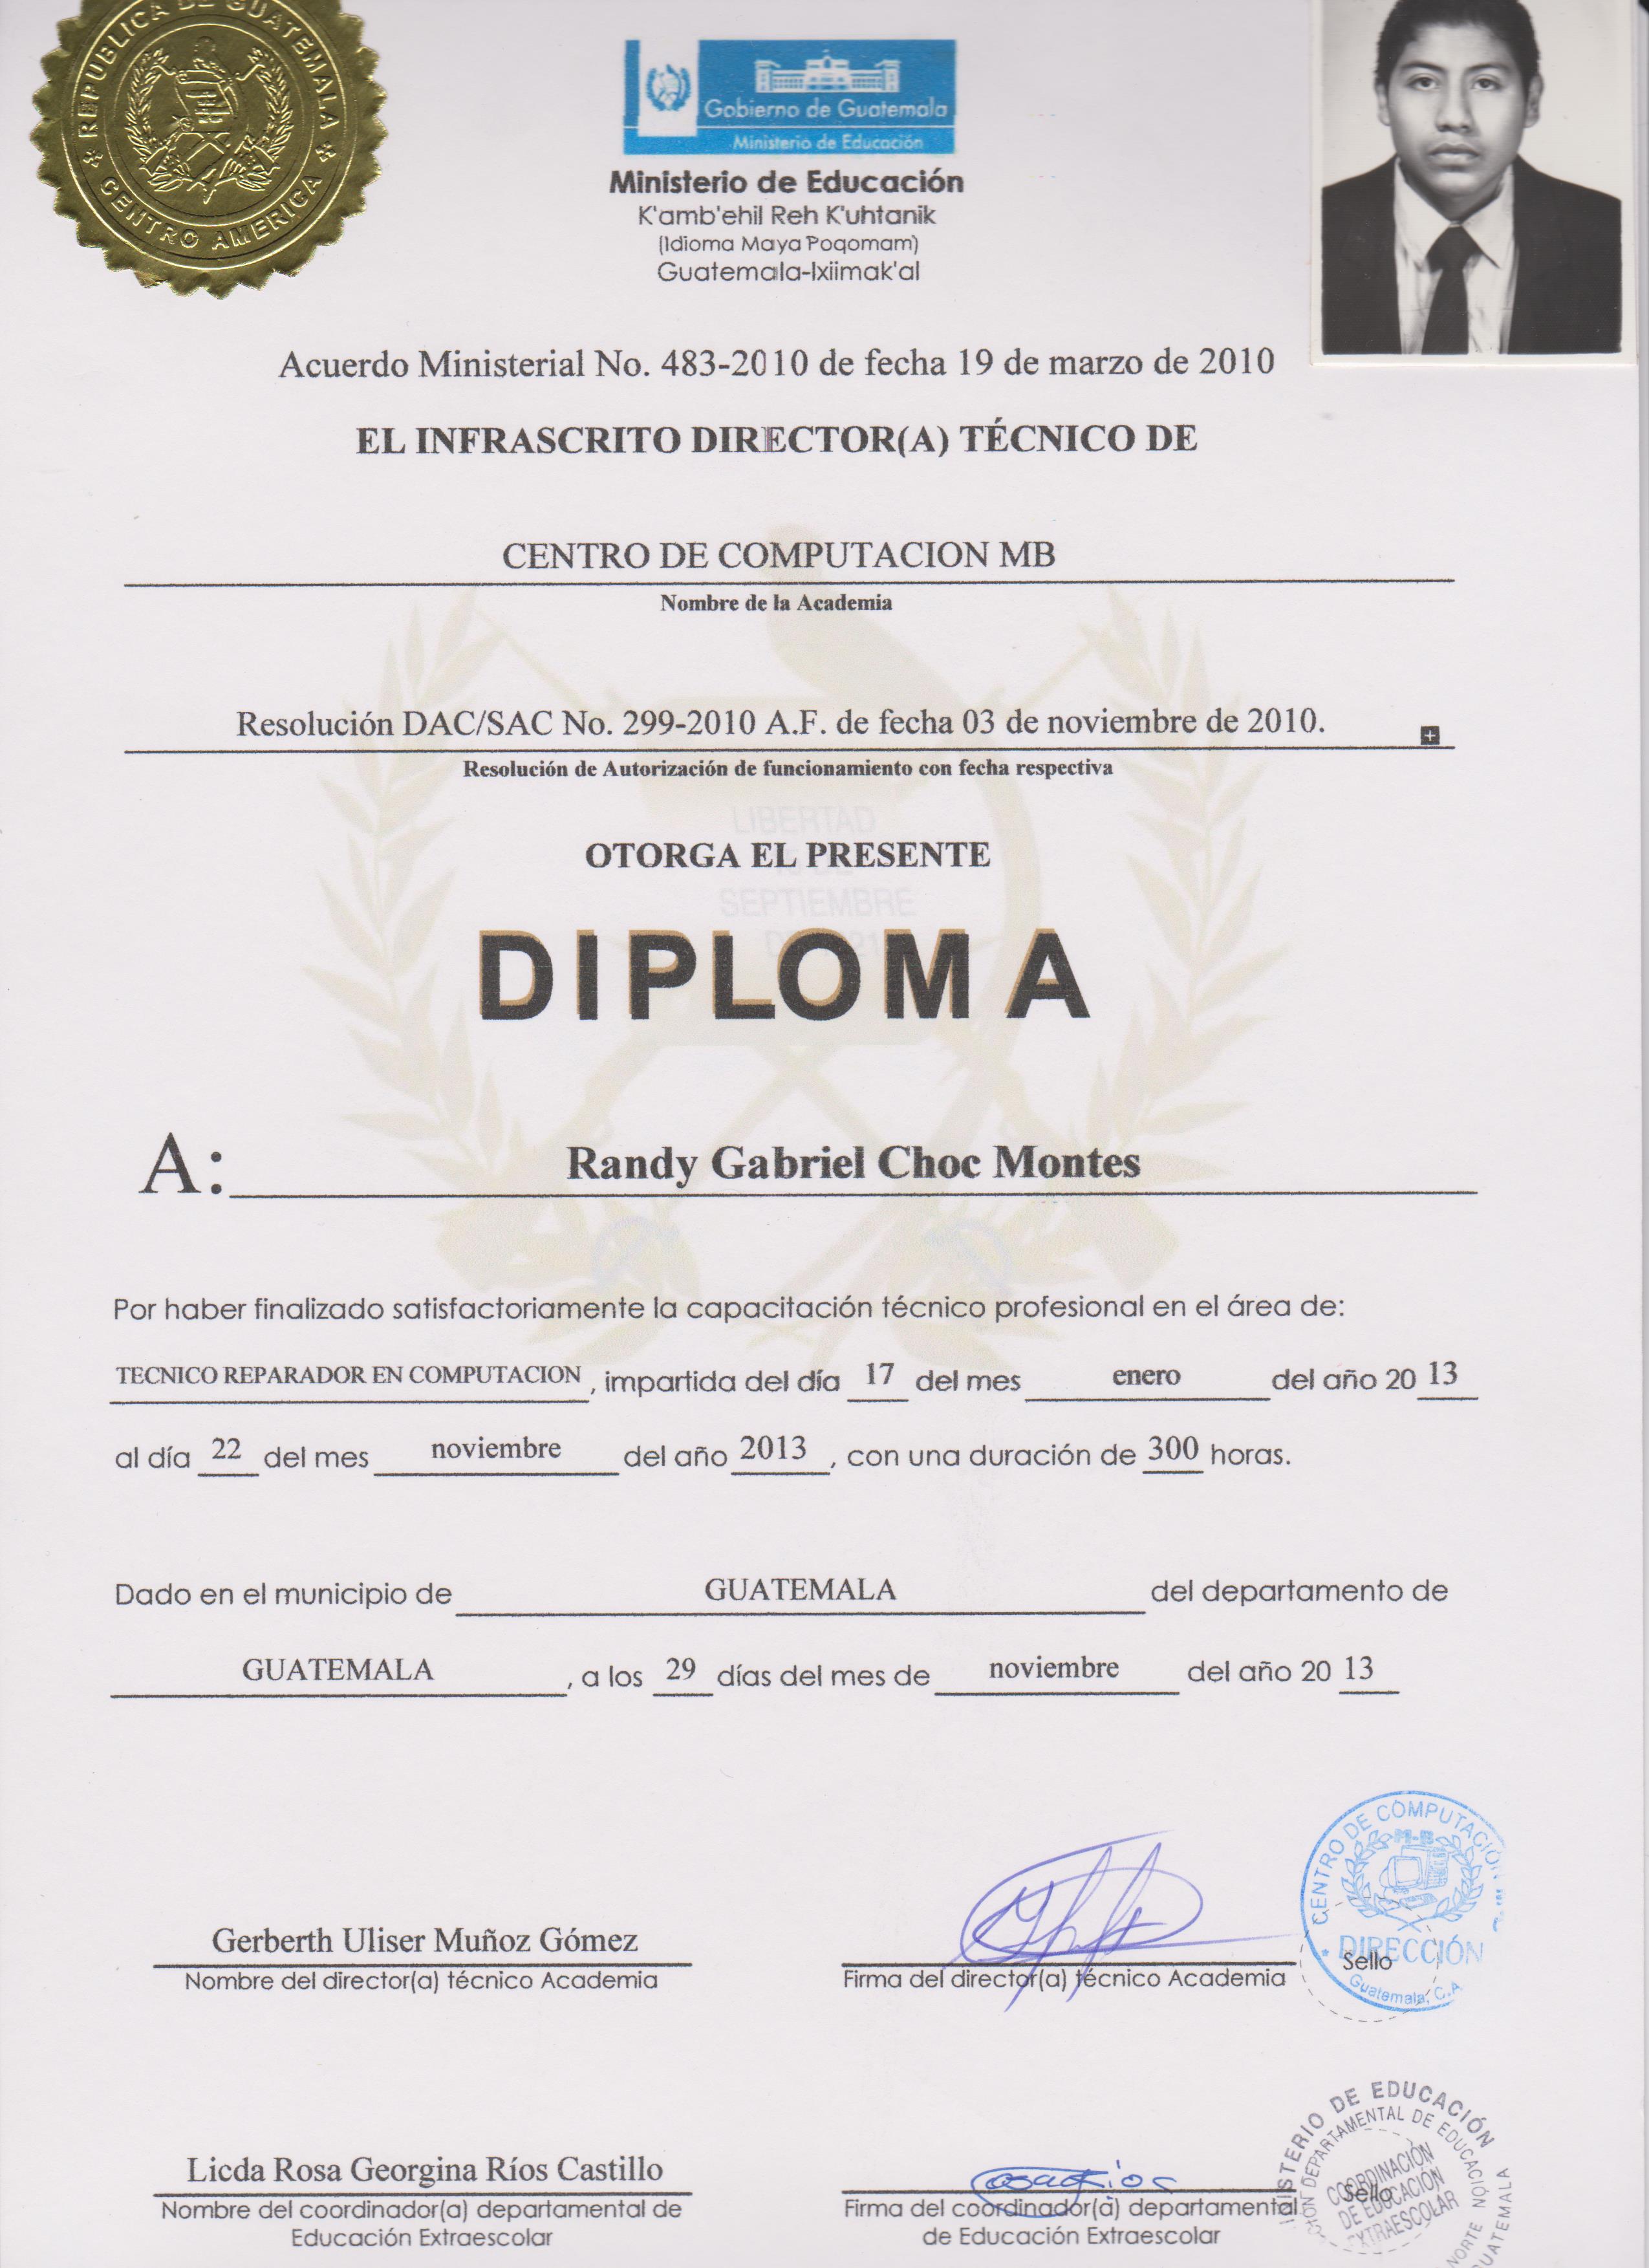 REPUBLICA DE GUATEMALA
CENTRO AMERICA
Gobierno de Guatemala
Ministerio de Educación
Ministerio de Educación
K'amb'ehil Reh K'uhtanik
(Idioma Maya Poqomam)
Guatemala-Ixiimak'al
Acuerdo Ministerial No. 483-2010 de fecha 19 de marzo de 2010
EL INFRASCRITO DIRECTOR(A) TÉCNICO DE
CENTRO DE COMPUTACION MB
Nombre de la Academia
Resolución DAC/SAC No. 299-2010 A.F. de fecha 03 de noviembre de 2010.
Resolución de Autorización de funcionamiento con fecha respectiva
LIBERTAD
OTORGA EL PRESENTE
SEPTIEMBRE
DIPLOMA
A: Randy Gabriel Choc Montes
Por haber finalizado satisfactoriamente la capacitación técnico profesional en el área de:
TECNICO REPARADOR EN COMPUTACION, impartida del día 17 del mes enero del año 2013
al día 22 del mes noviembre del año 2013, con una duración de 300 horas.
Dado en el municipio de GUATEMALA del departamento de
GUATEMALA, a los 29 días del mes de noviembre del año 2013
CENTRO DE COMPUTACIÓN
M-B
Gerberth Uliser Muñoz Gómez
DIRECCIÓN
Sello
Nombre del director(a) técnico Academia Firma del director(a) técnico Academia
Guatemala, C.A
MINISTERIO DE EDUCACIÓN
DEPARTAMENTAL DE EDUCACIÓN
COORDINACIÓN
DE EDUCACIÓN
EXTRAESCOLAR
NORTE
GUATEMALA
Licda Rosa Georgina Ríos Castillo
Sello
Nombre del coordinador(a) departamental de Firma del coordinador(a) departamental
Educación Extraescolar de Educación Extraescolar